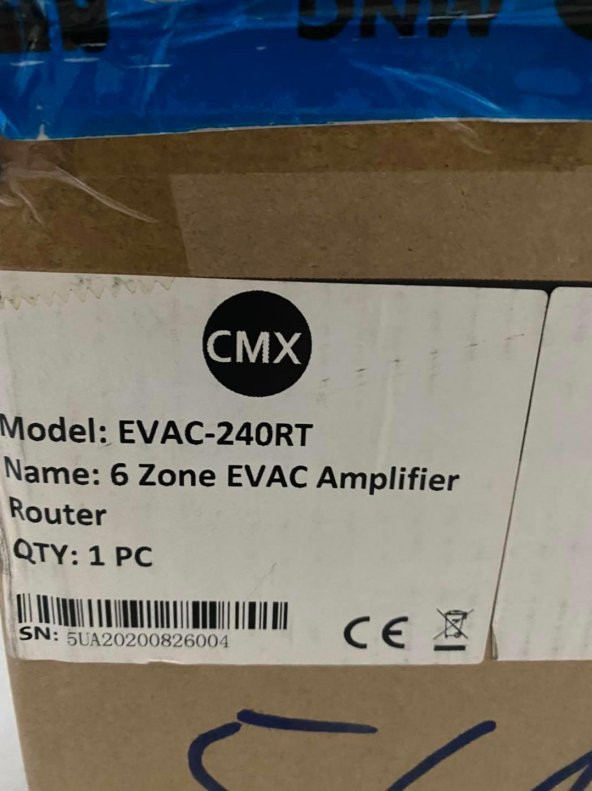 CMX
Model: EVAC-240RT
Name: 6 Zone EVAC Amplifier
Router
QTY: 1 PC
SN: 5UA20200826004
CE